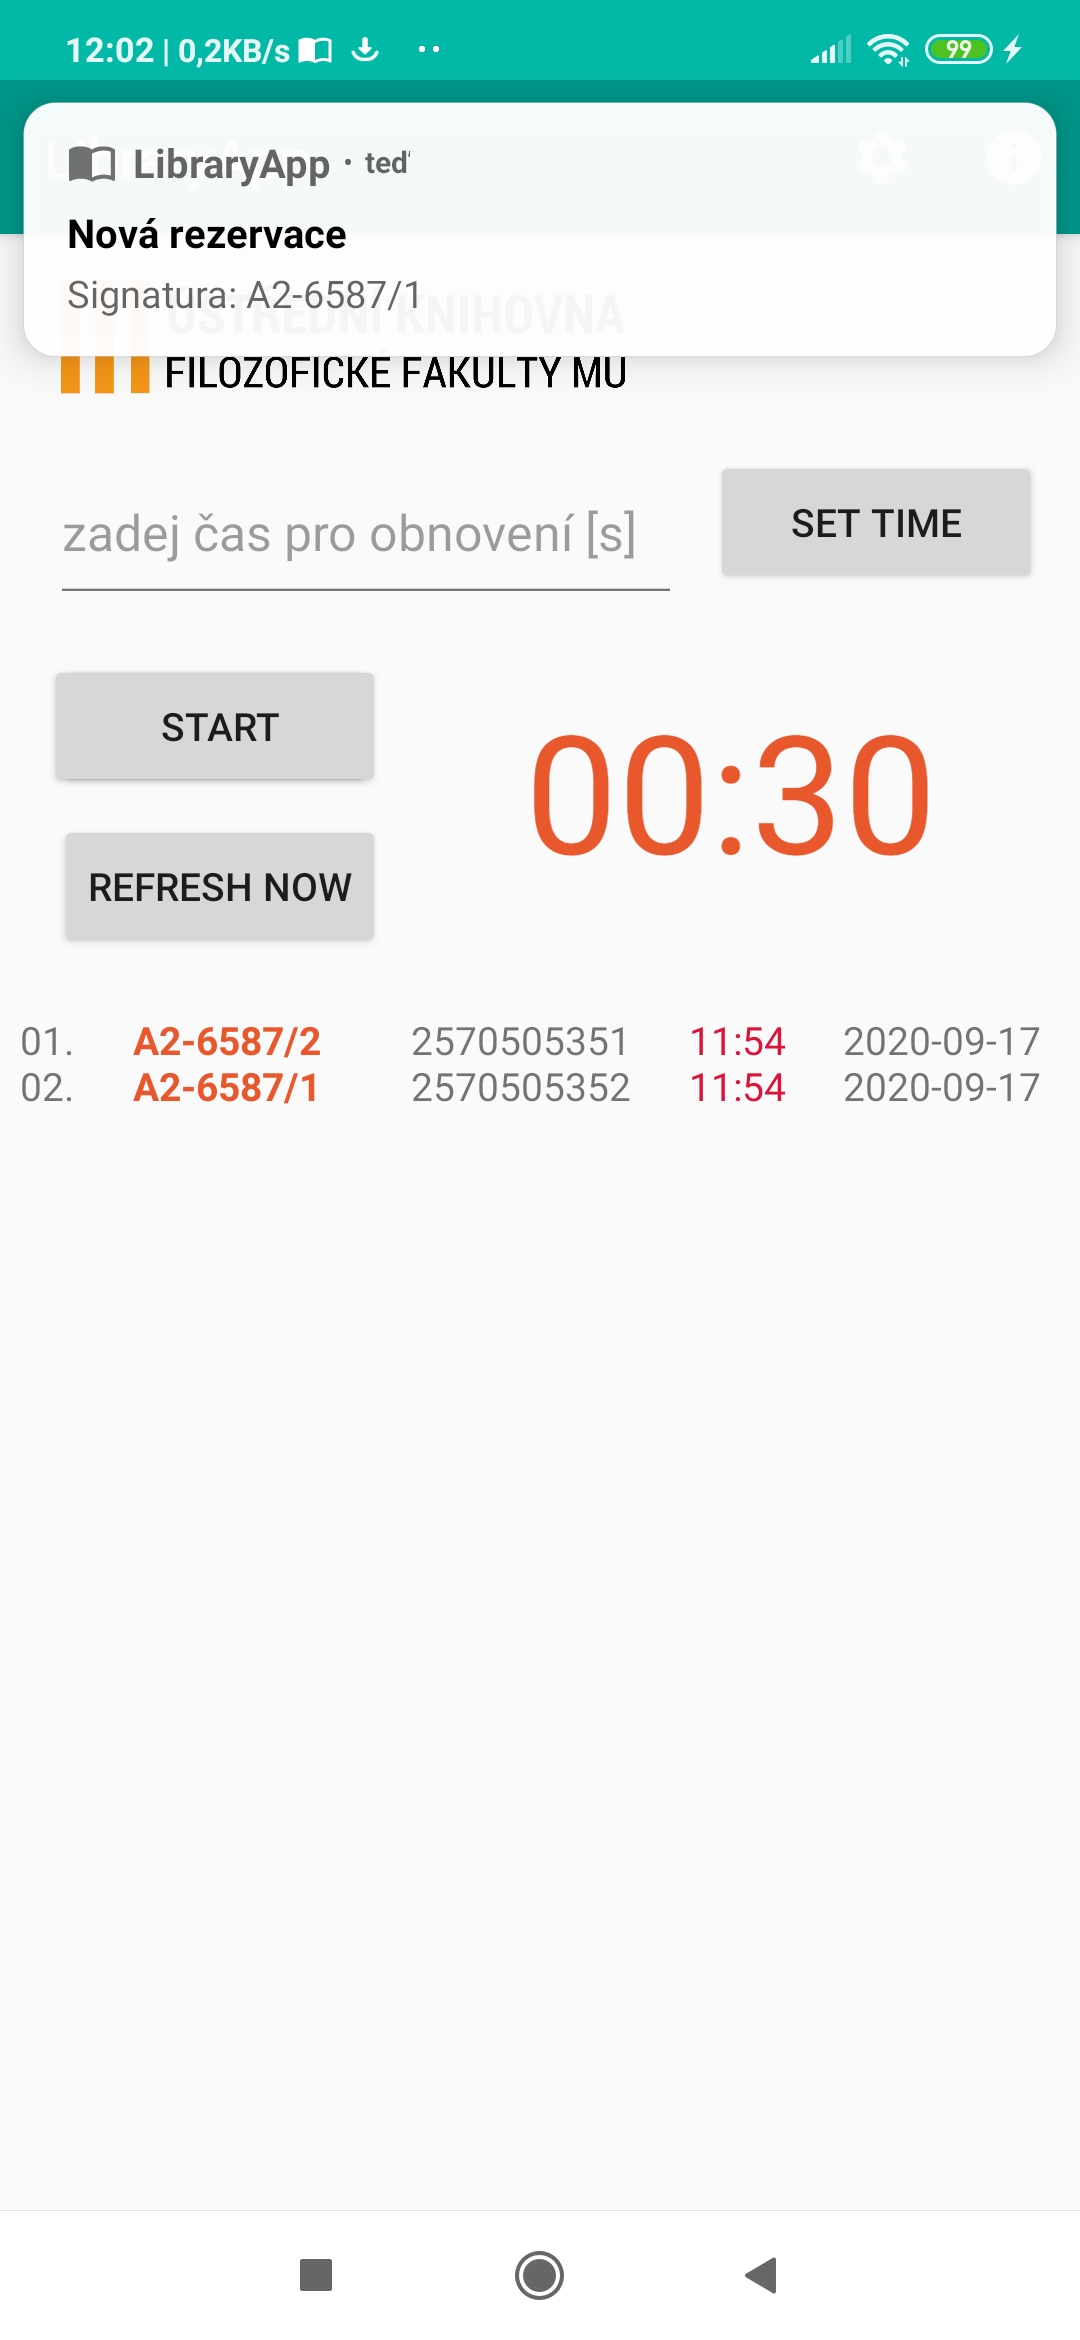 12:02 | 0,2KB/s
99
LibraryApp · teď
Nová rezervace
Signatura: A2-6587/1
ÚSTŘEDNÍ KNIHOVNA
FILOZOFICKÉ FAKULTY MU
zadej čas pro obnovení [s]
SET TIME
START
00:30
REFRESH NOW
01. A2-6587/2 2570505351 11:54 2020-09-17
02. A2-6587/1 2570505352 11:54 2020-09-17